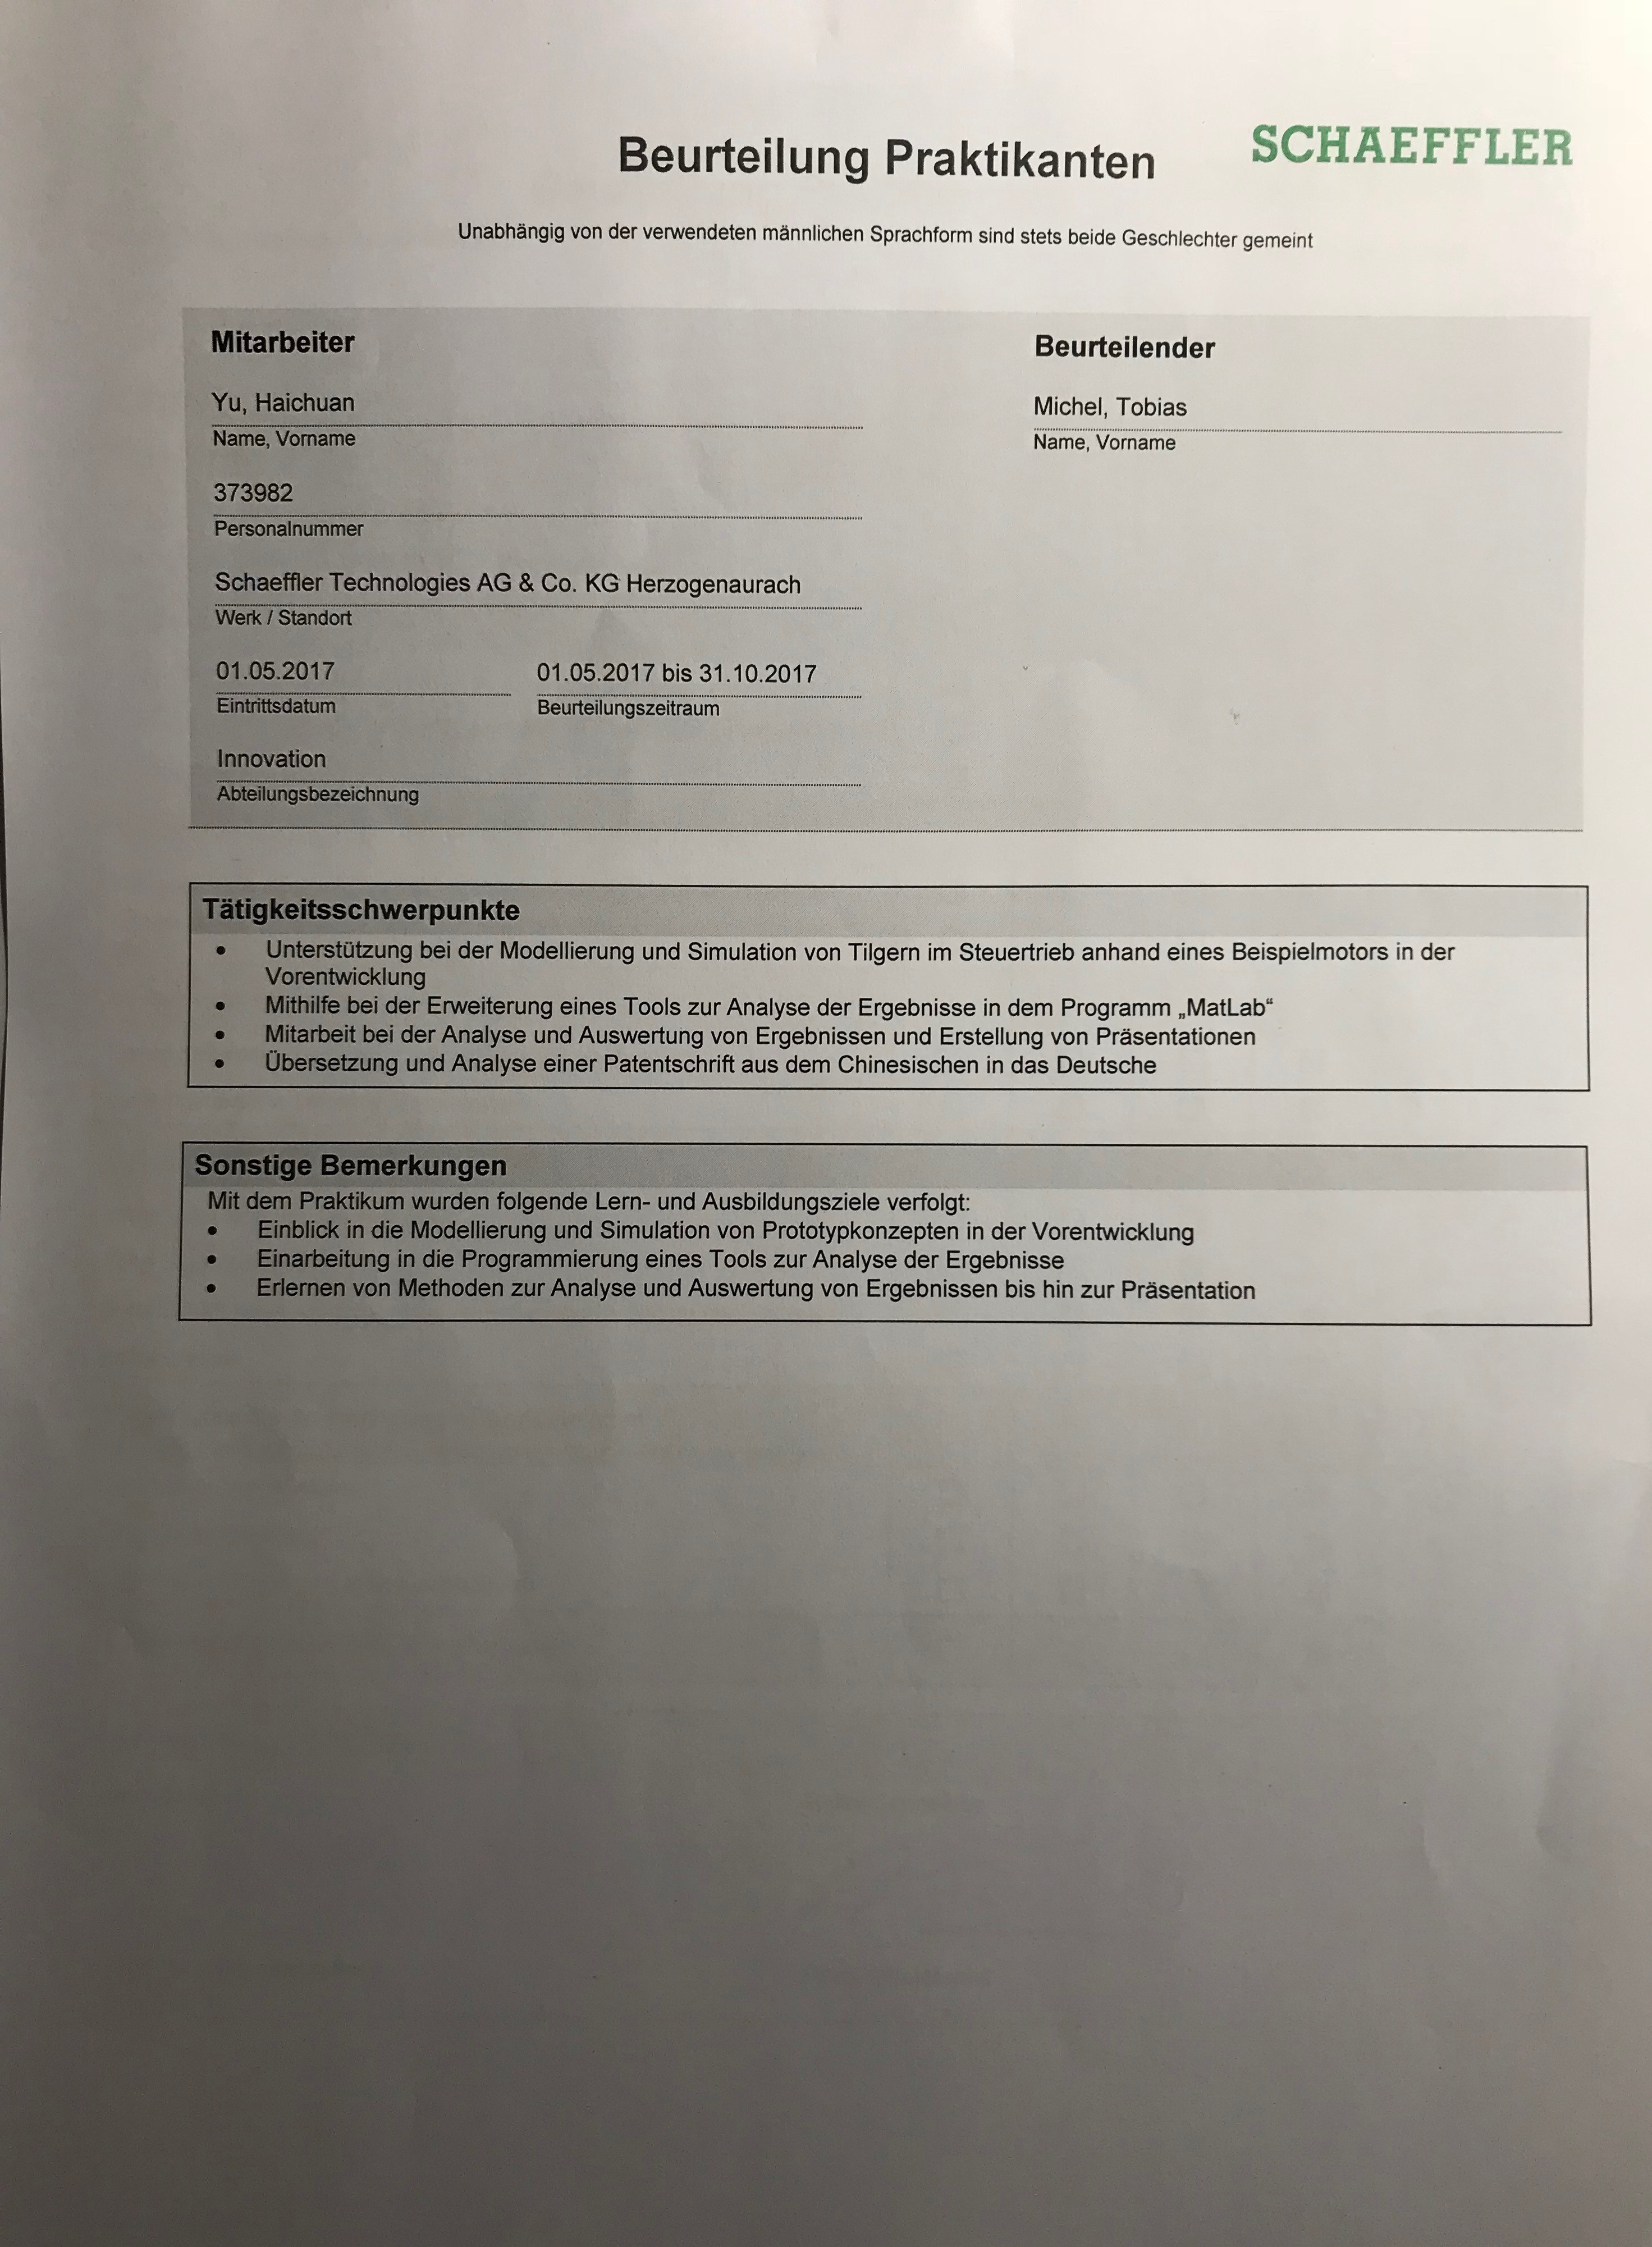 Beurteilung Praktikanten
SCHAEFFLER
Unabhängig von der verwendeten männlichen Sprachform sind stets beide Geschlechter gemeint
Mitarbeiter
Yu, Haichuan
Name, Vorname
373982
Personalnummer
Schaeffler Technologies AG & Co. KG Herzogenaurach
Werk / Standort
01.05.2017
Eintrittsdatum
01.05.2017 bis 31.10.2017
Beurteilungszeitraum
Innovation
Abteilungsbezeichnung
Beurteilender
Michel, Tobias
Name, Vorname
Tätigkeitsschwerpunkte
• Unterstützung bei der Modellierung und Simulation von Tilgern im Steuertrieb anhand eines Beispielmotors in der
Vorentwicklung
• Mithilfe bei der Erweiterung eines Tools zur Analyse der Ergebnisse in dem Programm „MatLab“
• Mitarbeit bei der Analyse und Auswertung von Ergebnissen und Erstellung von Präsentationen
• Übersetzung und Analyse einer Patentschrift aus dem Chinesischen in das Deutsche
Sonstige Bemerkungen
Mit dem Praktikum wurden folgende Lern- und Ausbildungsziele verfolgt:
• Einblick in die Modellierung und Simulation von Prototypkonzepten in der Vorentwicklung
• Einarbeitung in die Programmierung eines Tools zur Analyse der Ergebnisse
• Erlernen von Methoden zur Analyse und Auswertung von Ergebnissen bis hin zur Präsentation